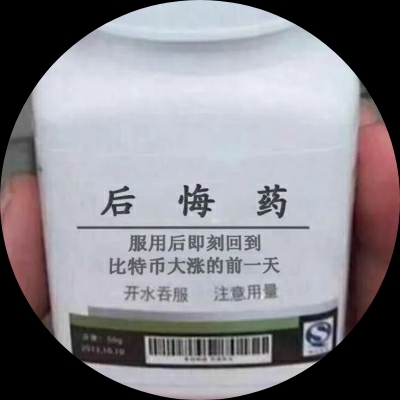 后 悔 药
服用后即刻回到
比特币大涨的前一天
开水吞服 注意用量